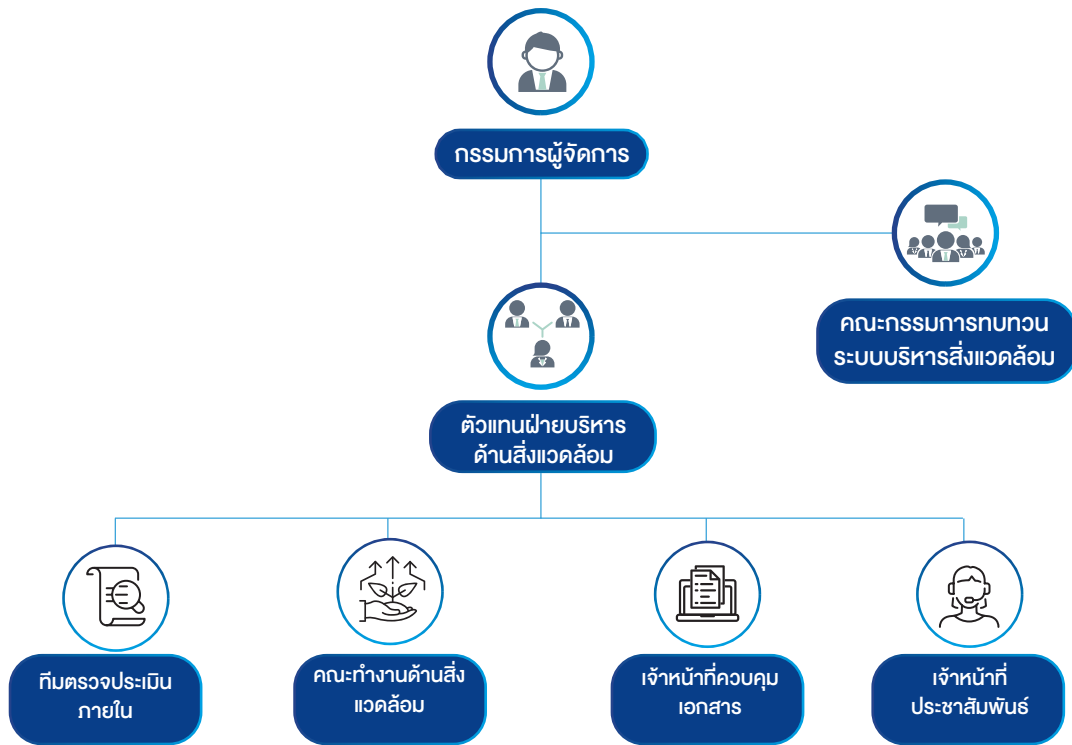 กรรมการผู้จัดการ
คณะกรรมการทบทวน
ระบบบริหารสิ่งแวดล้อม
ตัวแทนฝ่ายบริหาร
ด้านสิ่งแวดล้อม
ทีมตรวจประเมิน
ภายใน
คณะทำงานด้านสิ่ง
แวดล้อม
เจ้าหน้าที่ควบคุม
เอกสาร
เจ้าหน้าที่
ประชาสัมพันธ์